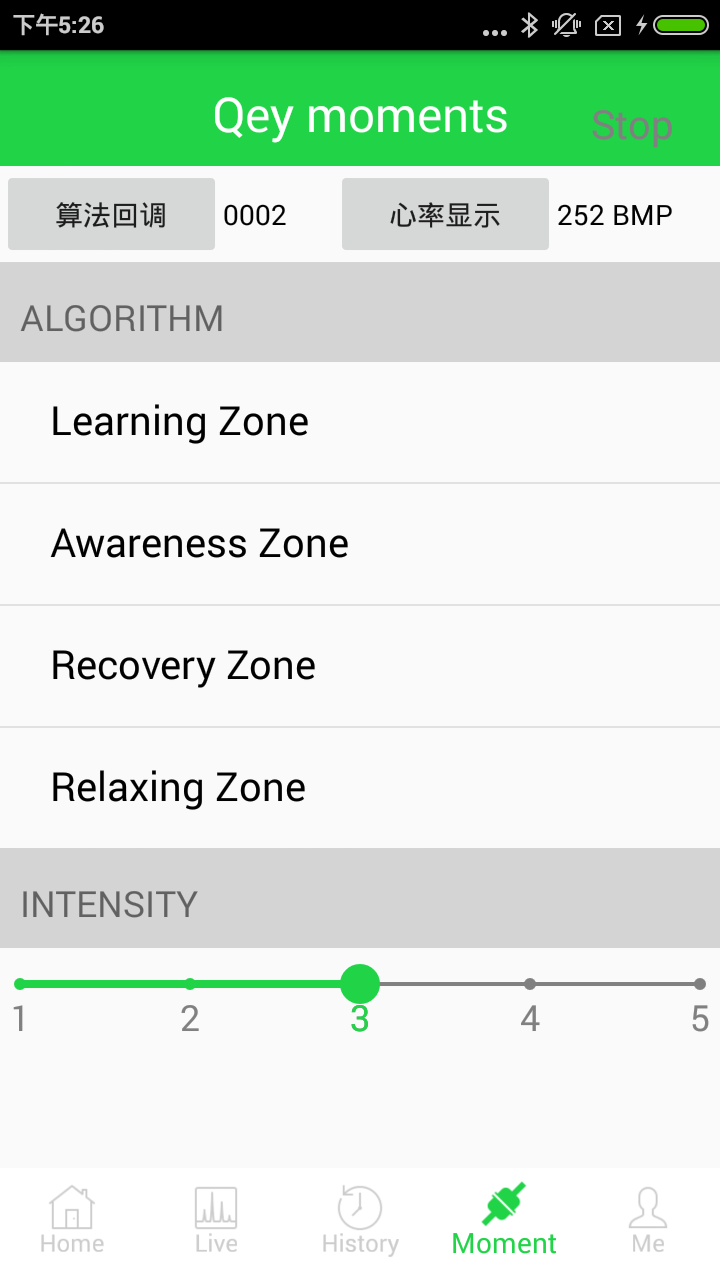 下午5:26
Qey moments
Stop
算法回调 0002 心率显示 252 BMP
ALGORITHM
Learning Zone
Awareness Zone
Recovery Zone
Relaxing Zone
INTENSITY
1 2 3 4 5
Home Live History Moment Me